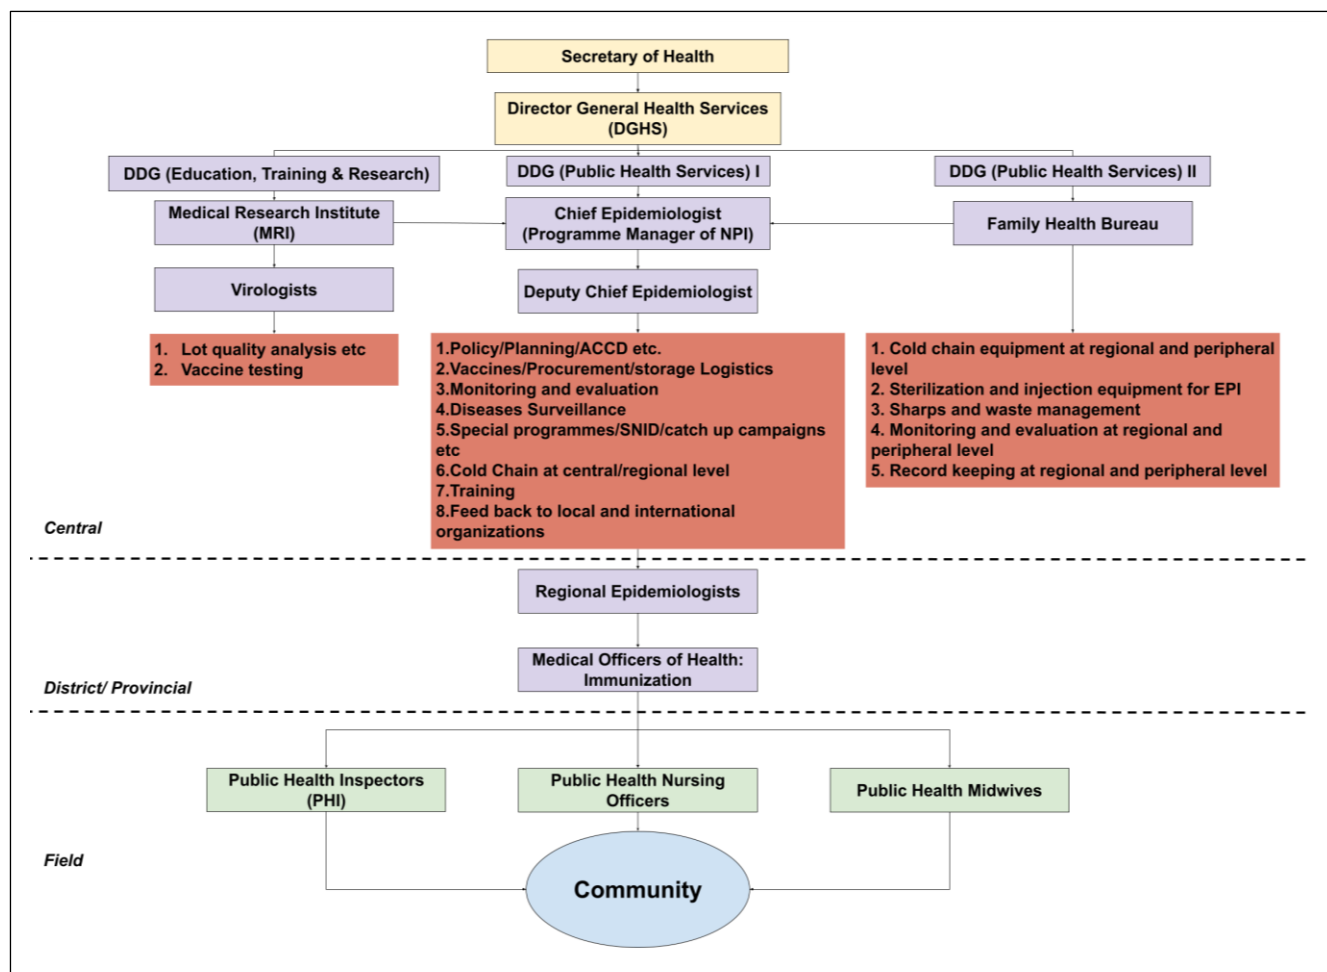 Secretary of Health
Director General Health Services
(DGHS)
DDG (Education, Training & Research)
DDG (Public Health Services) I
DDG (Public Health Services) II
Medical Research Institute
(MRI)
Chief Epidemiologist
(Programme Manager of NPI)
Family Health Bureau
Virologists
Deputy Chief Epidemiologist
1. Lot quality analysis etc
2. Vaccine testing
1.Policy/Planning/ACCD etc.
2.Vaccines/Procurement/storage Logistics
3.Monitoring and evaluation
4.Diseases Surveillance
5.Special programmes/SNID/catch up campaigns
etc
6.Cold Chain at central/regional level
7.Training
8.Feed back to local and international
organizations
1. Cold chain equipment at regional and peripheral
level
2. Sterilization and injection equipment for EPI
3. Sharps and waste management
4. Monitoring and evaluation at regional and
peripheral level
5. Record keeping at regional and peripheral level
Central
Regional Epidemiologists
Medical Officers of Health:
Immunization
District/ Provincial
Public Health Inspectors
(PHI)
Public Health Nursing
Officers
Public Health Midwives
Field
Community